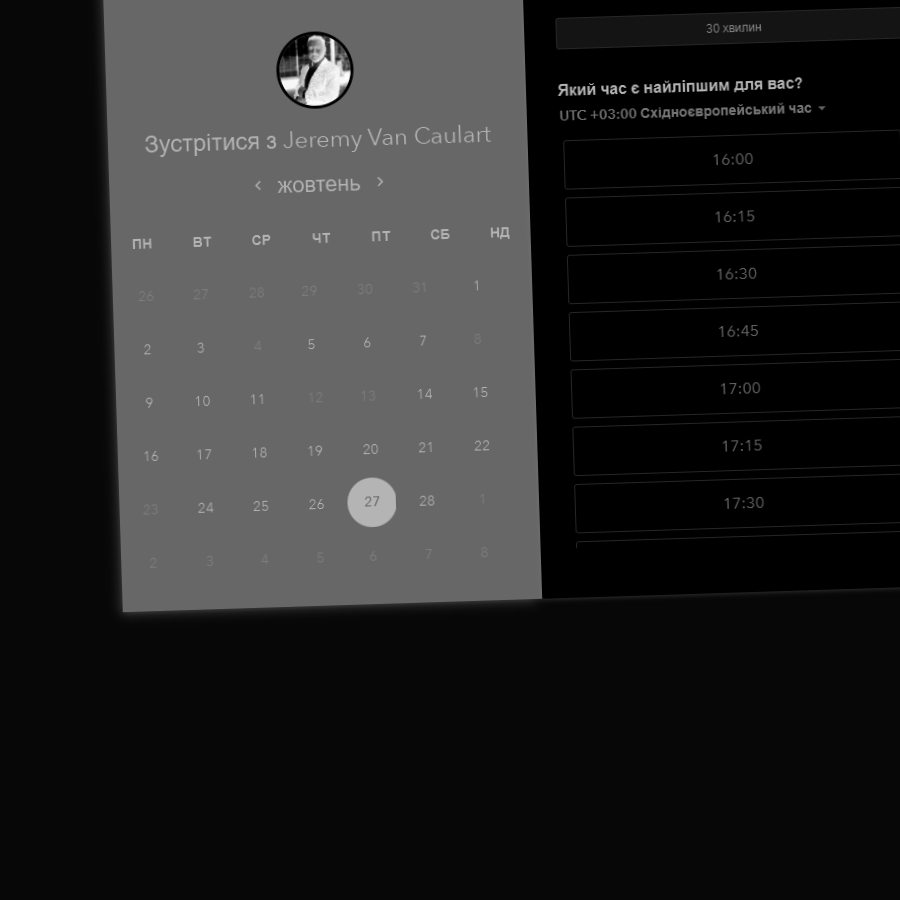 Зустрітися з Jeremy Van Caulart
‹ жовтень ›
ПН ВТ СР ЧТ ПТ СБ НД
26 27 28 29 30 31 1
2 3 4 5 6 7 8
9 10 11 12 13 14 15
16 17 18 19 20 21 22
23 24 25 26 27 28 1
2 3 4 5 6 7 8
30 хвилин
Який час є найліпшим для вас?
UTC +03:00 Східноєвропейський час
16:00
16:15
16:30
16:45
17:00
17:15
17:30